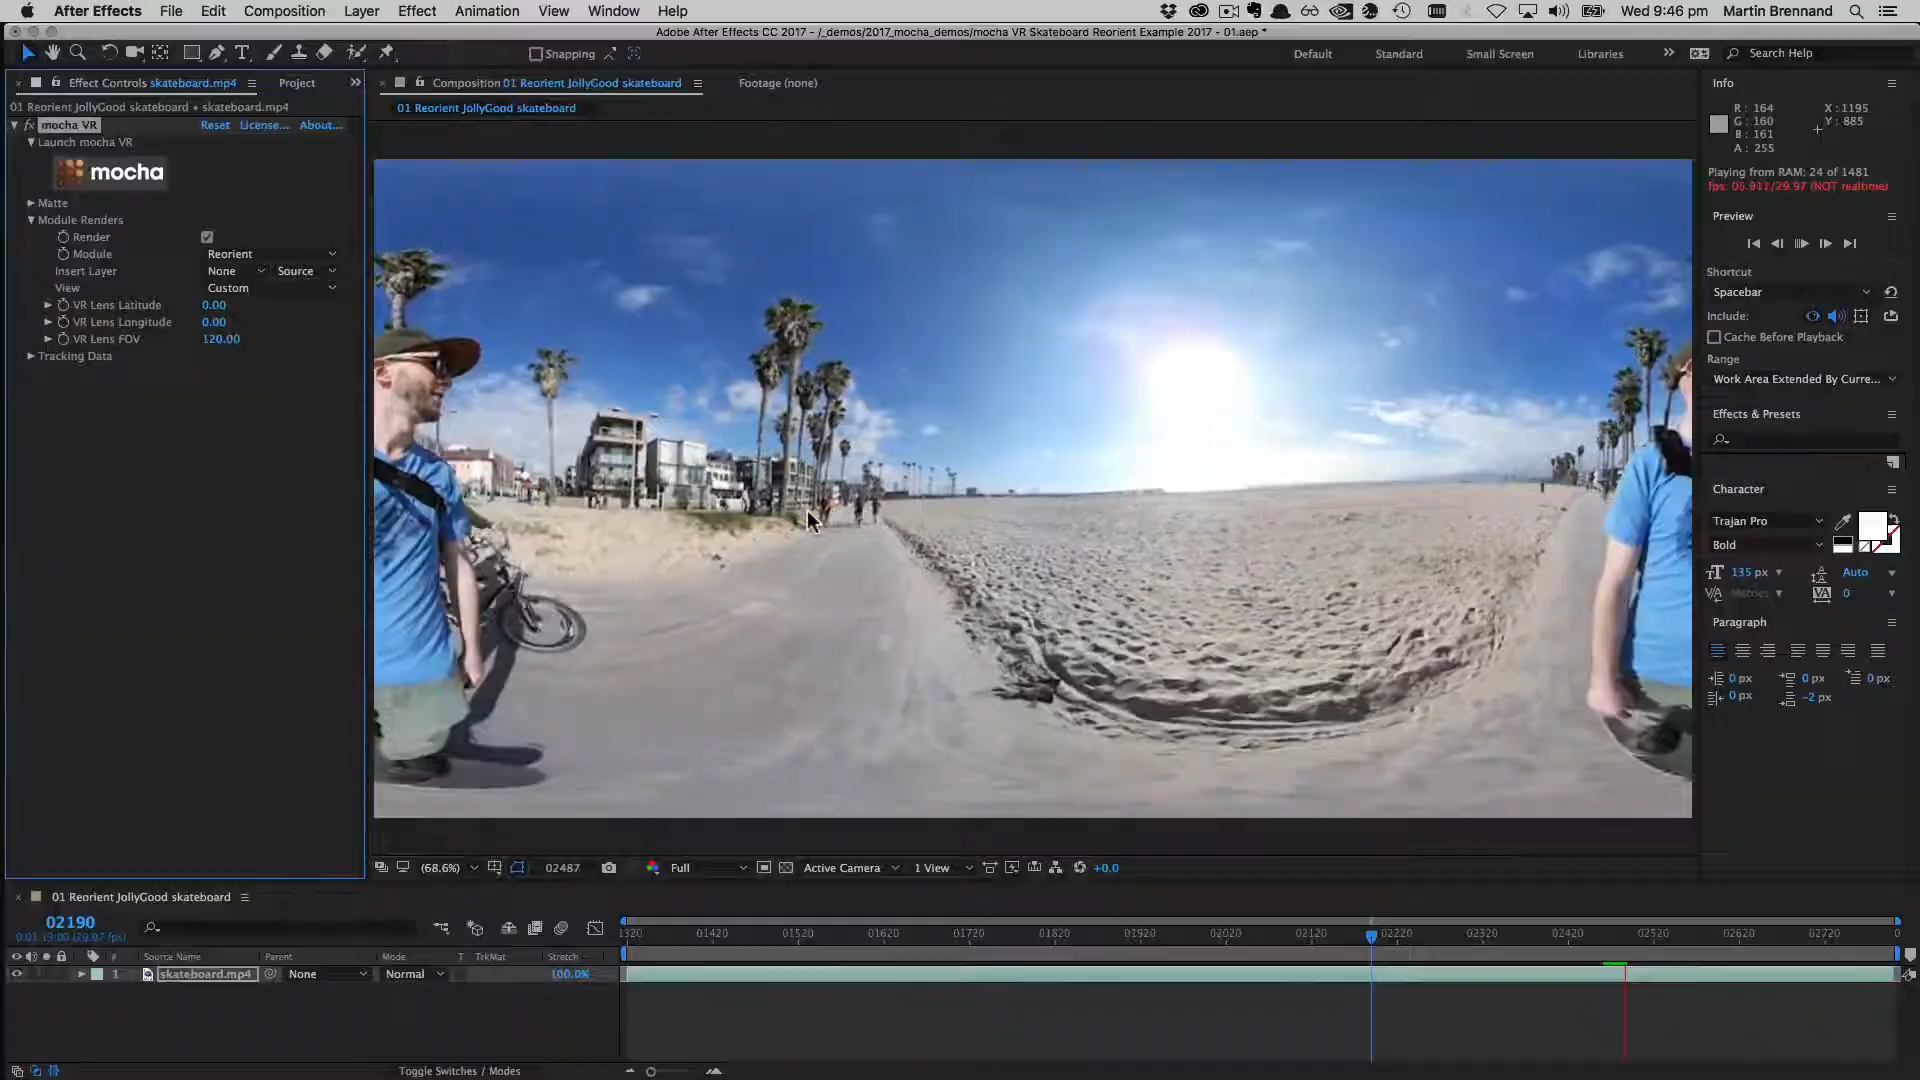 After Effects File Edit Composition Layer Effect Animation View Window Help Wed 9:46 pm Martin Brennand
Adobe After Effects CC 2017 - /_demos/2017_mocha_demos/mocha VR Skateboard Reorient Example 2017 - 01.aep *
Snapping Default Standard Small Screen Libraries Search Help
Effect Controls skateboard.mp4 Project Composition 01 Reorient JollyGood skateboard Footage (none) Info
01 Reorient JollyGood skateboard • skateboard.mp4 01 Reorient JollyGood skateboard
R : 164 X : 1195
G : 160 Y : 885
B : 161
A : 255
fx mocha VR Reset License... About...
Launch mocha VR
mocha
Playing from RAM: 24 of 1481
Matte
Module Renders
Preview
Render
Module Reorient
Insert Layer None Source
Shortcut
View Custom
Spacebar
VR Lens Latitude 0.00
Include:
VR Lens Longitude 0.00
VR Lens FOV 120.00
Cache Before Playback
Tracking Data
Range
Work Area Extended By Curre...
Effects & Presets
Character
Trajan Pro
Bold
135 px Auto
Metrics 0
Paragraph
0 px 0 px 0 px
0 px -2 px
(68.6%) 02487 Full Active Camera 1 View +0.0
01 Reorient JollyGood skateboard
02190
01420 01520 01620 01720 01820 01920 02020 02120 02220 02320 02420 02520 02620 02720
# Source Name Parent Mode T TrkMat Stretch
1 skateboard.mp4 None Normal 100.0%
Toggle Switches / Modes